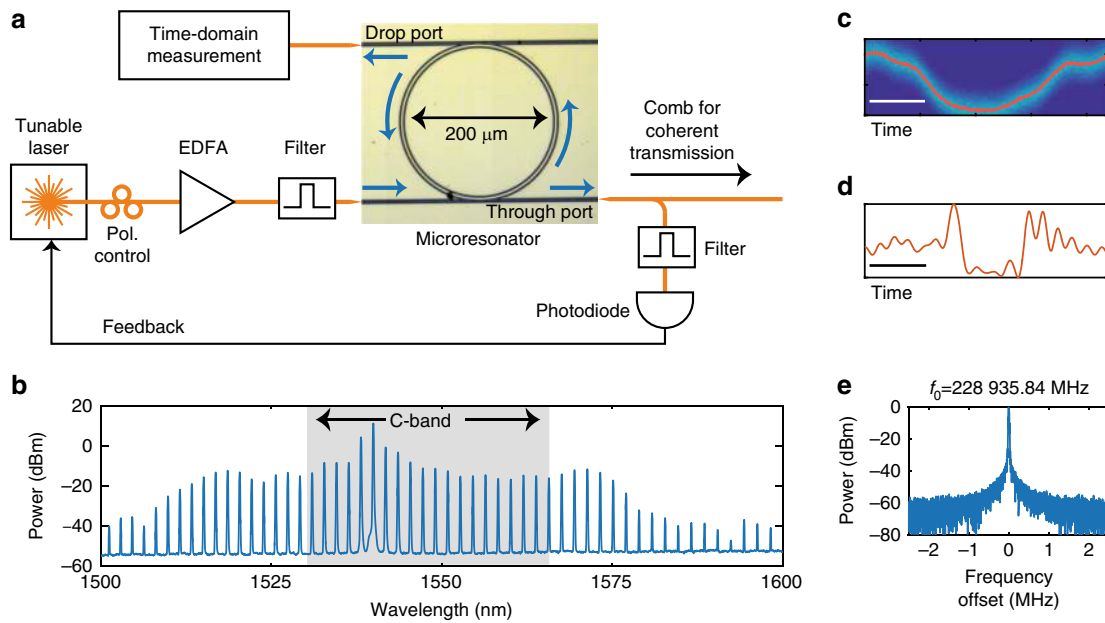 a
Time-domain
measurement
Drop port
200 μm
Through port
Microresonator
Tunable
laser
Pol.
control
EDFA
Filter
Comb for
coherent
transmission
Filter
Photodiode
Feedback
b
20
0
−20
−40
−60
Power (dBm)
C-band
1500
1525
1550
1575
1600
Wavelength (nm)
c
Time
d
Time
e
f0=228 935.84 MHz
0
−20
−40
−60
−80
Power (dBm)
−2
−1
0
1
2
Frequency
offset (MHz)